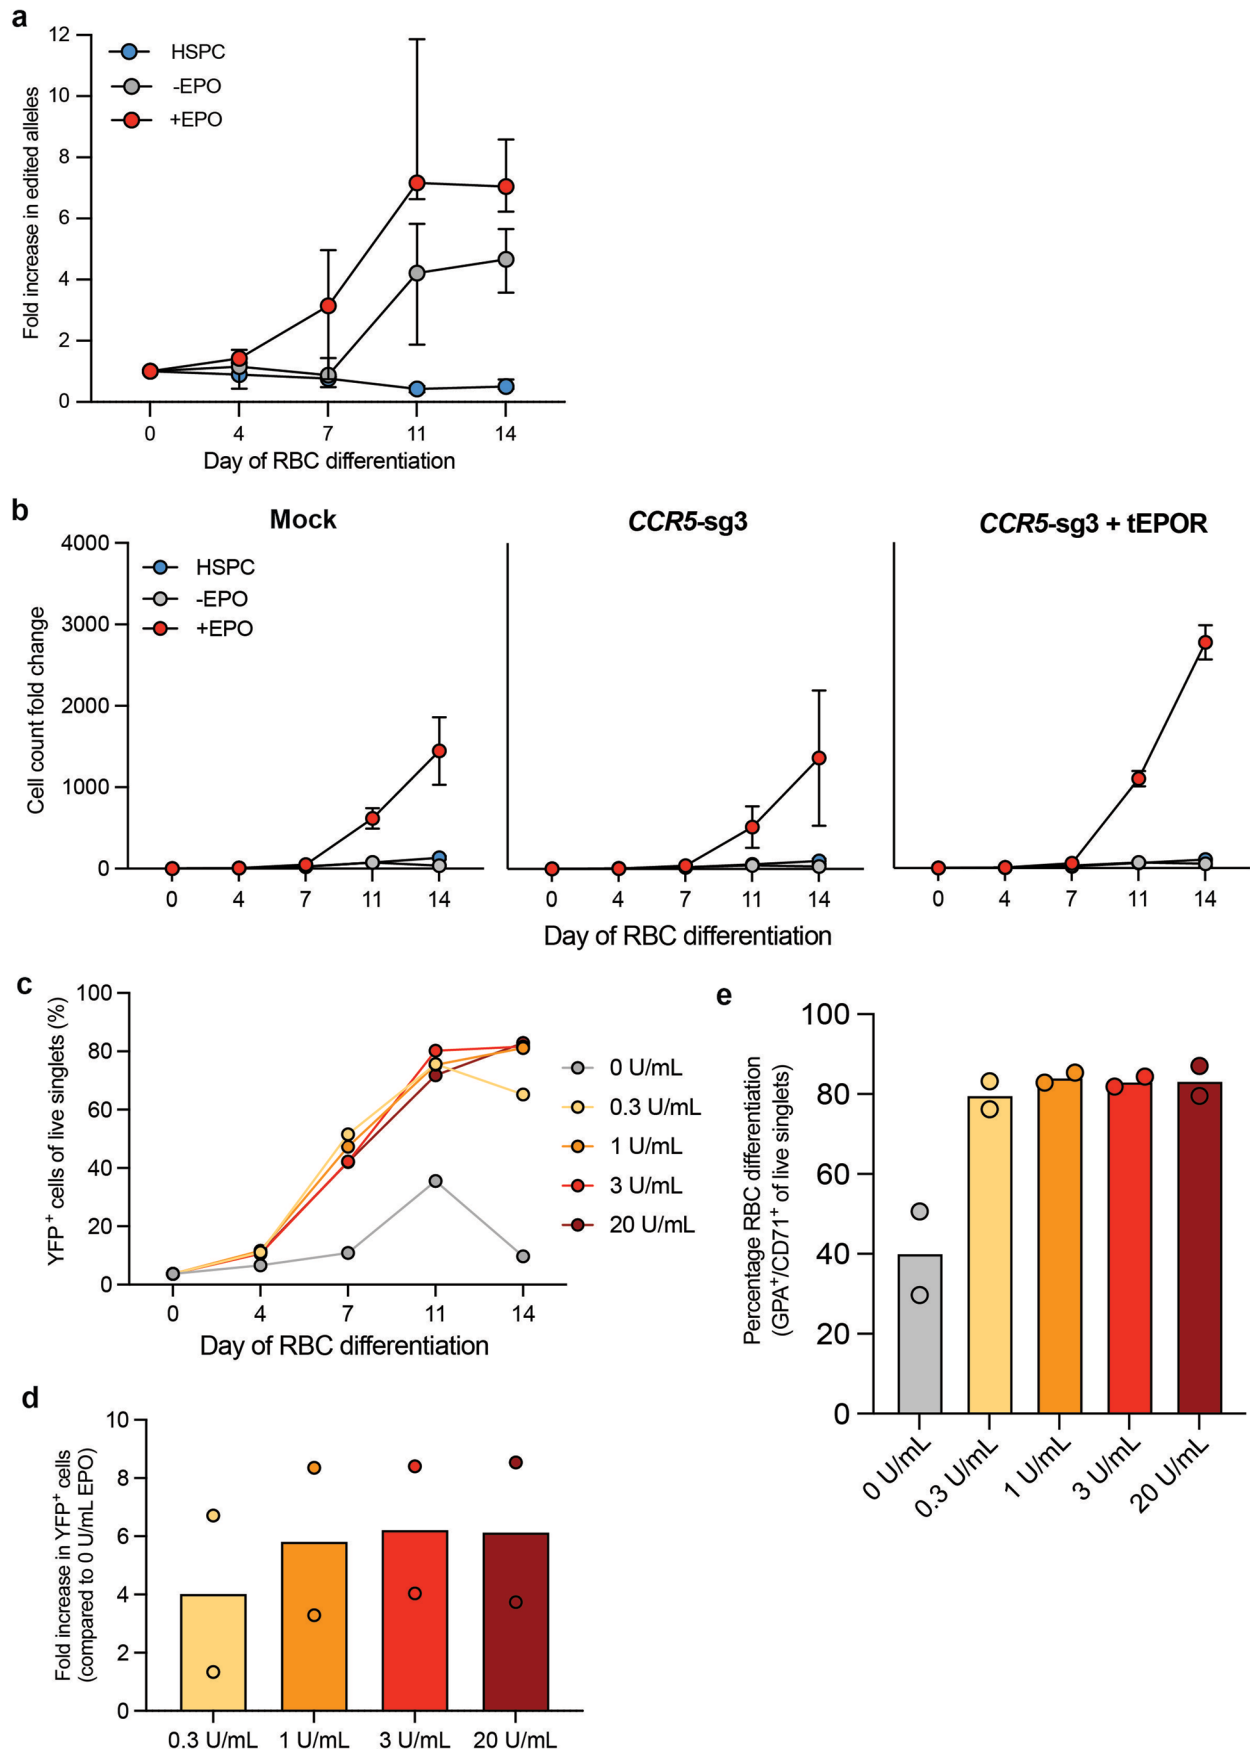 a
12
10
8
6
4
2
0
Fold increase in edited alleles
HSPC
-EPO
+EPO
0 4 7 11 14
Day of RBC differentiation
b
Mock
CCR5-sg3
CCR5-sg3 + tEPOR
4000
3000
2000
1000
0
Cell count fold change
HSPC
-EPO
+EPO
0 4 7 11 14
0 4 7 11 14
0 4 7 11 14
Day of RBC differentiation
c
100
80
60
40
20
0
YFP⁺ cells of live singlets (%)
0 4 7 11 14
Day of RBC differentiation
0 U/mL
0.3 U/mL
1 U/mL
3 U/mL
20 U/mL
e
100
80
60
40
20
0
Percentage RBC differentiation
(GPA⁺/CD71⁺ of live singlets)
0 U/mL
0.3 U/mL
1 U/mL
3 U/mL
20 U/mL
d
10
8
6
4
2
0
Fold increase in YFP⁺ cells
(compared to 0 U/mL EPO)
0.3 U/mL 1 U/mL 3 U/mL 20 U/mL